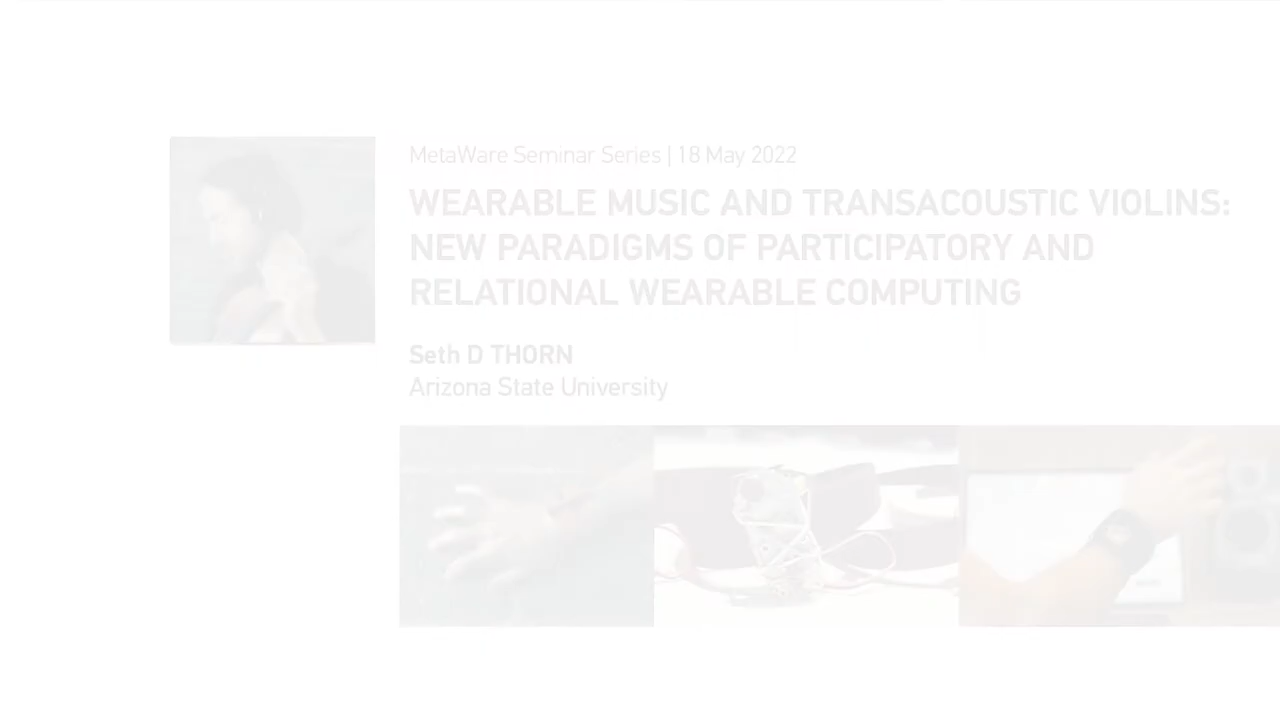 MetaWare Seminar Series | 18 May 2022
WEARABLE MUSIC AND TRANSACOUSTIC VIOLINS:
NEW PARADIGMS OF PARTICIPATORY AND
RELATIONAL WEARABLE COMPUTING
Seth D THORN
Arizona State University